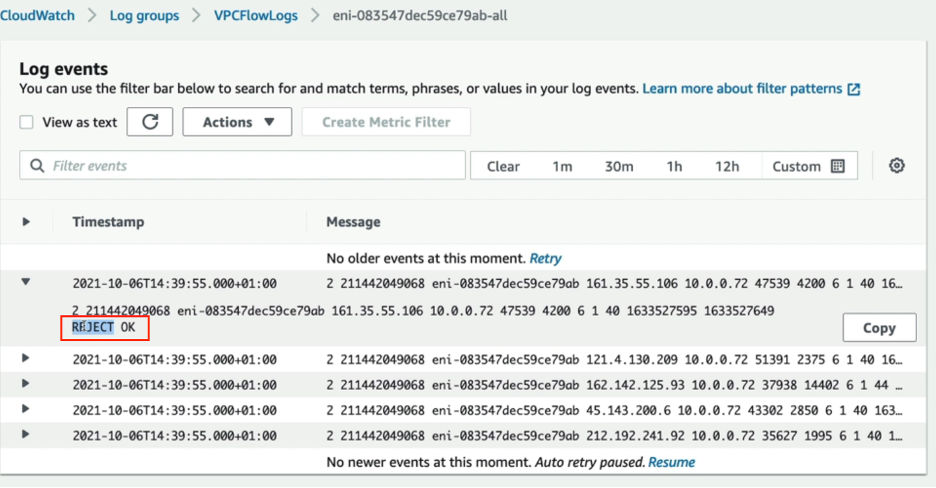 CloudWatch > Log groups > VPCFlowLogs > eni-083547dec59ce79ab-all
Log events
You can use the filter bar below to search for and match terms, phrases, or values in your log events. Learn more about filter patterns
View as text Actions Create Metric Filter
Filter events Clear 1m 30m 1h 12h Custom
Timestamp Message
No older events at this moment. Retry
2021-10-06T14:39:55.000+01:00 2 211442049068 eni-083547dec59ce79ab 161.35.55.106 10.0.0.72 47539 4200 6 1 40 16…
2 211442049068 eni-083547dec59ce79ab 161.35.55.106 10.0.0.72 47539 4200 6 1 40 1633527595 1633527649
REJECT OK Copy
2021-10-06T14:39:55.000+01:00 2 211442049068 eni-083547dec59ce79ab 121.4.130.209 10.0.0.72 51391 2375 6 1 40 16…
2021-10-06T14:39:55.000+01:00 2 211442049068 eni-083547dec59ce79ab 162.142.125.93 10.0.0.72 37938 14402 6 1 44 …
2021-10-06T14:39:55.000+01:00 2 211442049068 eni-083547dec59ce79ab 45.143.200.6 10.0.0.72 43302 2850 6 1 40 163…
2021-10-06T14:39:55.000+01:00 2 211442049068 eni-083547dec59ce79ab 212.192.241.92 10.0.0.72 35627 1995 6 1 40 1…
No newer events at this moment. Auto retry paused. Resume